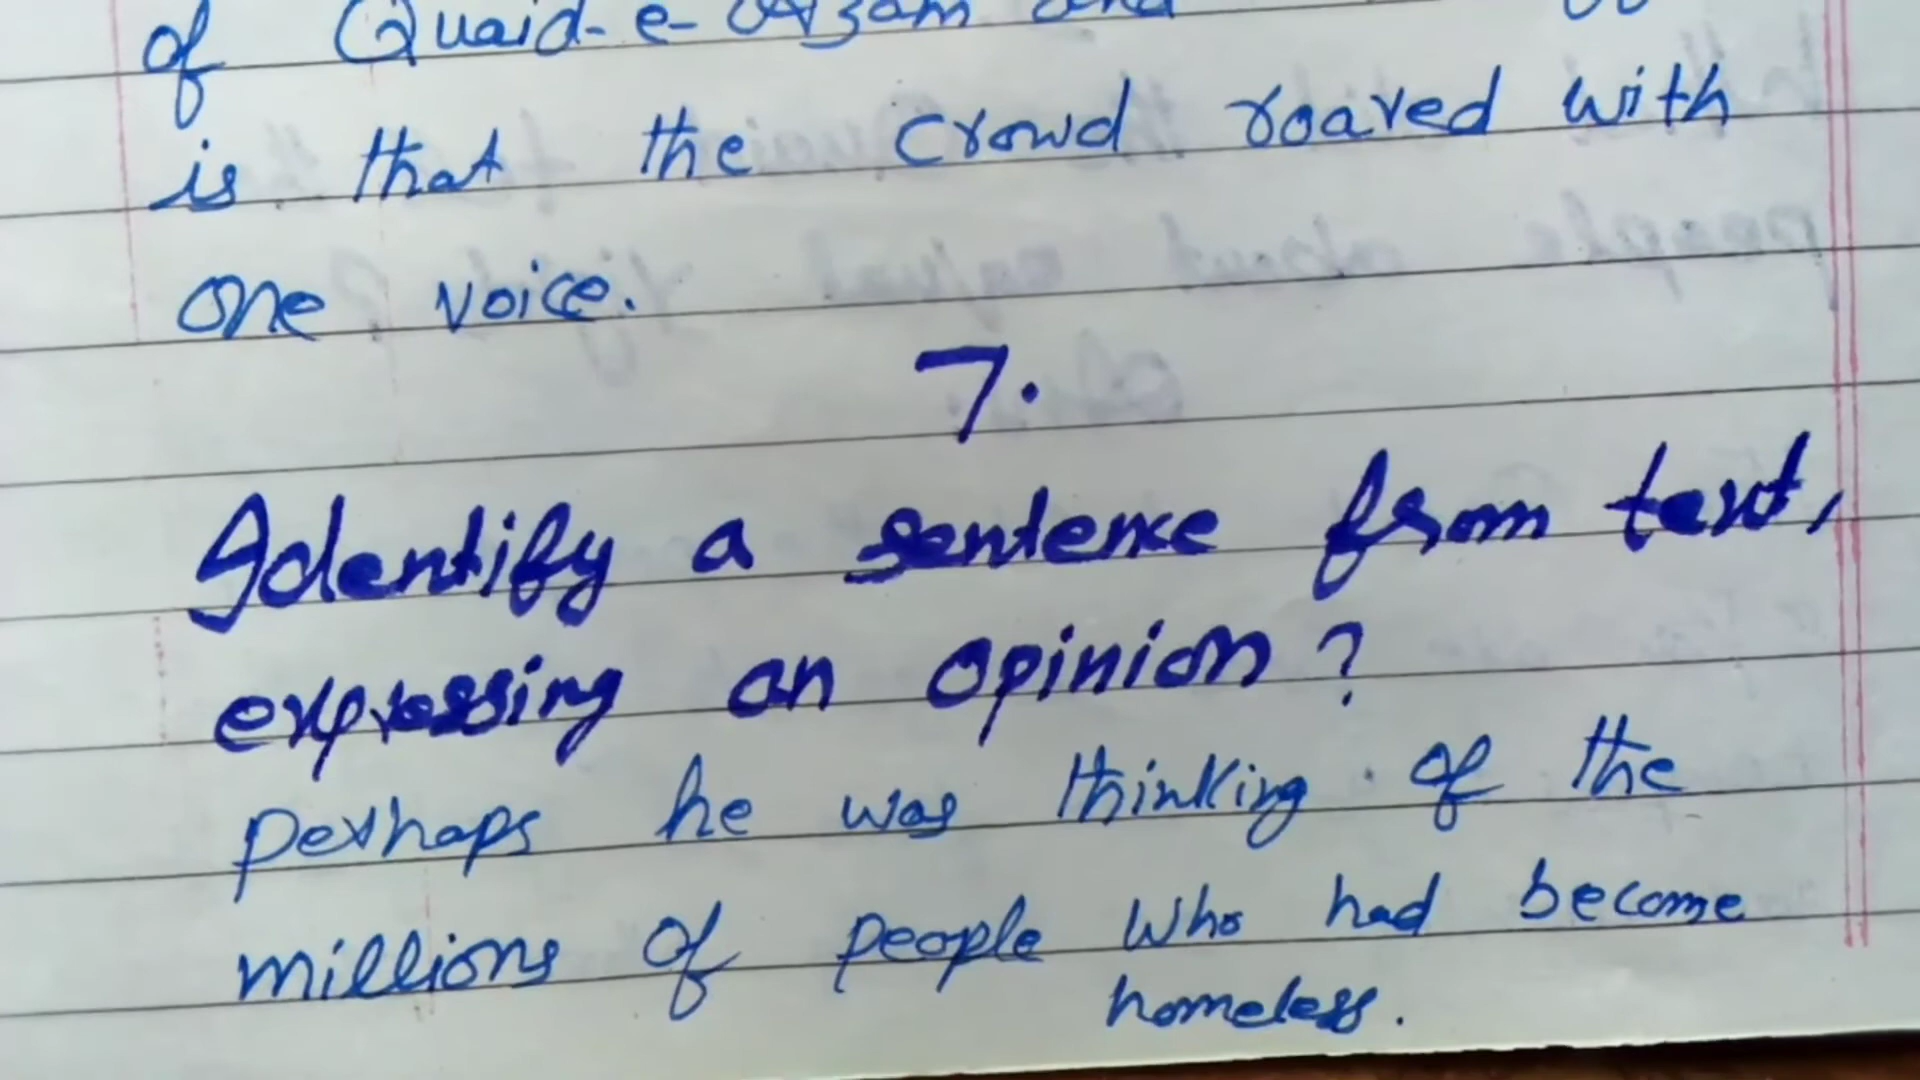 of Quaid-e-Azam and
is that the crowd roared with
one voice.
7.
Identify a sentence from text,
expressing an opinion?
perhaps he was thinking of the
millions of people who had become
homeless.